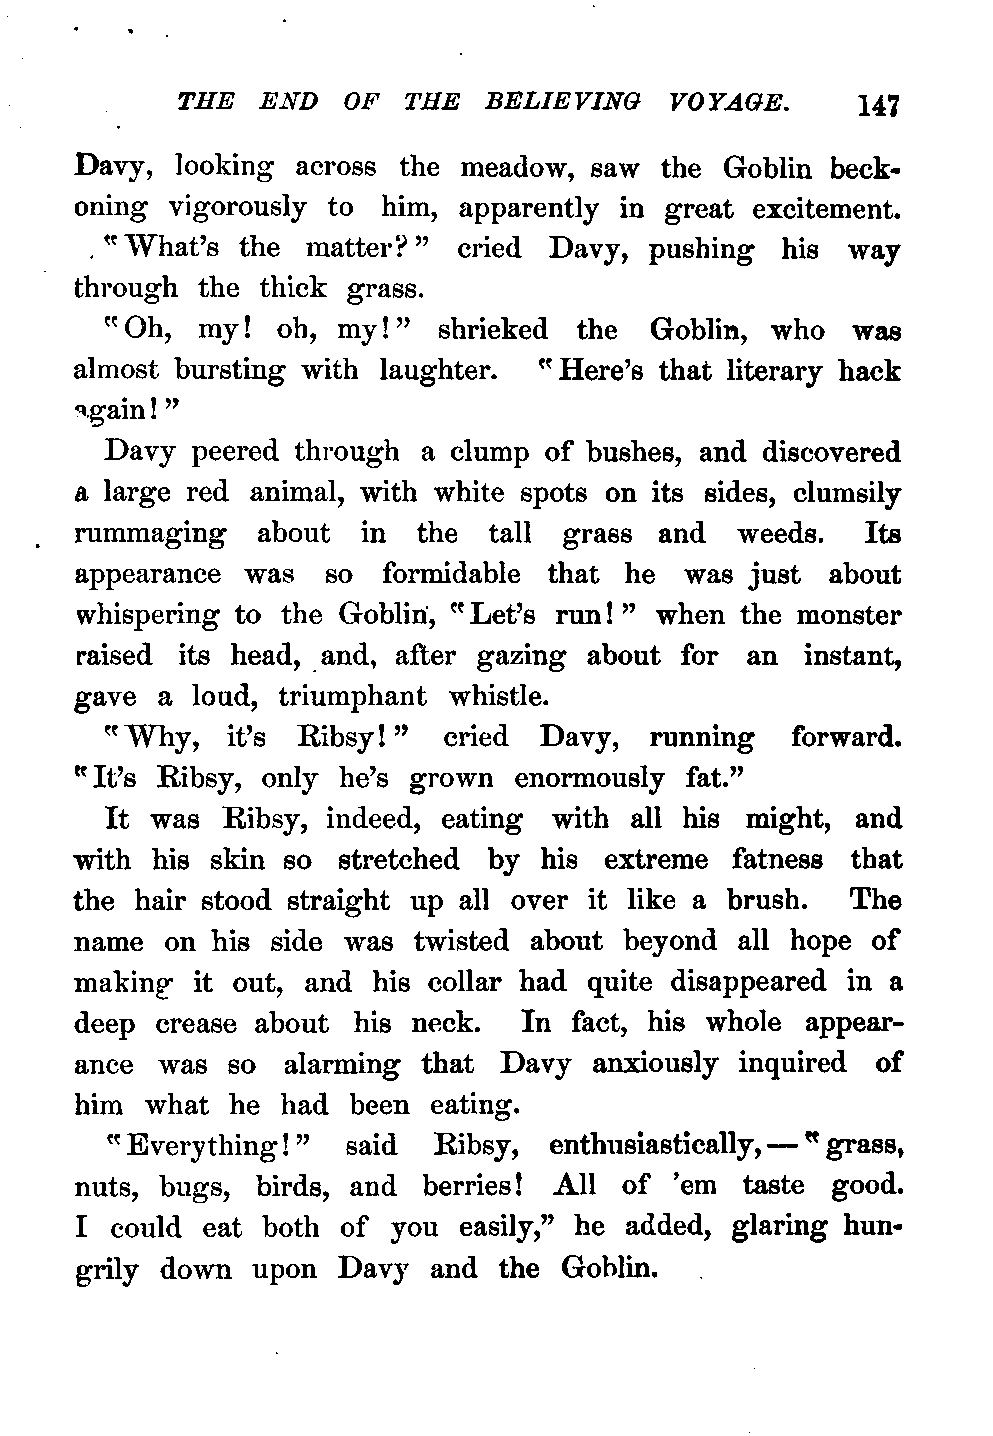 THE END OF THE BELIEVING VOYAGE. 147
Davy, looking across the meadow, saw the Goblin beck-
oning vigorously to him, apparently in great excitement.
"What's the matter?" cried Davy, pushing his way
through the thick grass.
"Oh, my! oh, my!" shrieked the Goblin, who was
almost bursting with laughter. "Here's that literary hack
again!"
Davy peered through a clump of bushes, and discovered
a large red animal, with white spots on its sides, clumsily
rummaging about in the tall grass and weeds. Its
appearance was so formidable that he was just about
whispering to the Goblin, "Let's run!" when the monster
raised its head, and, after gazing about for an instant,
gave a loud, triumphant whistle.
"Why, it's Ribsy!" cried Davy, running forward.
"It's Ribsy, only he's grown enormously fat."
It was Ribsy, indeed, eating with all his might, and
with his skin so stretched by his extreme fatness that
the hair stood straight up all over it like a brush. The
name on his side was twisted about beyond all hope of
making it out, and his collar had quite disappeared in a
deep crease about his neck. In fact, his whole appear-
ance was so alarming that Davy anxiously inquired of
him what he had been eating.
"Everything!" said Ribsy, enthusiastically,—"grass,
nuts, bugs, birds, and berries! All of 'em taste good.
I could eat both of you easily," he added, glaring hun-
grily down upon Davy and the Goblin.